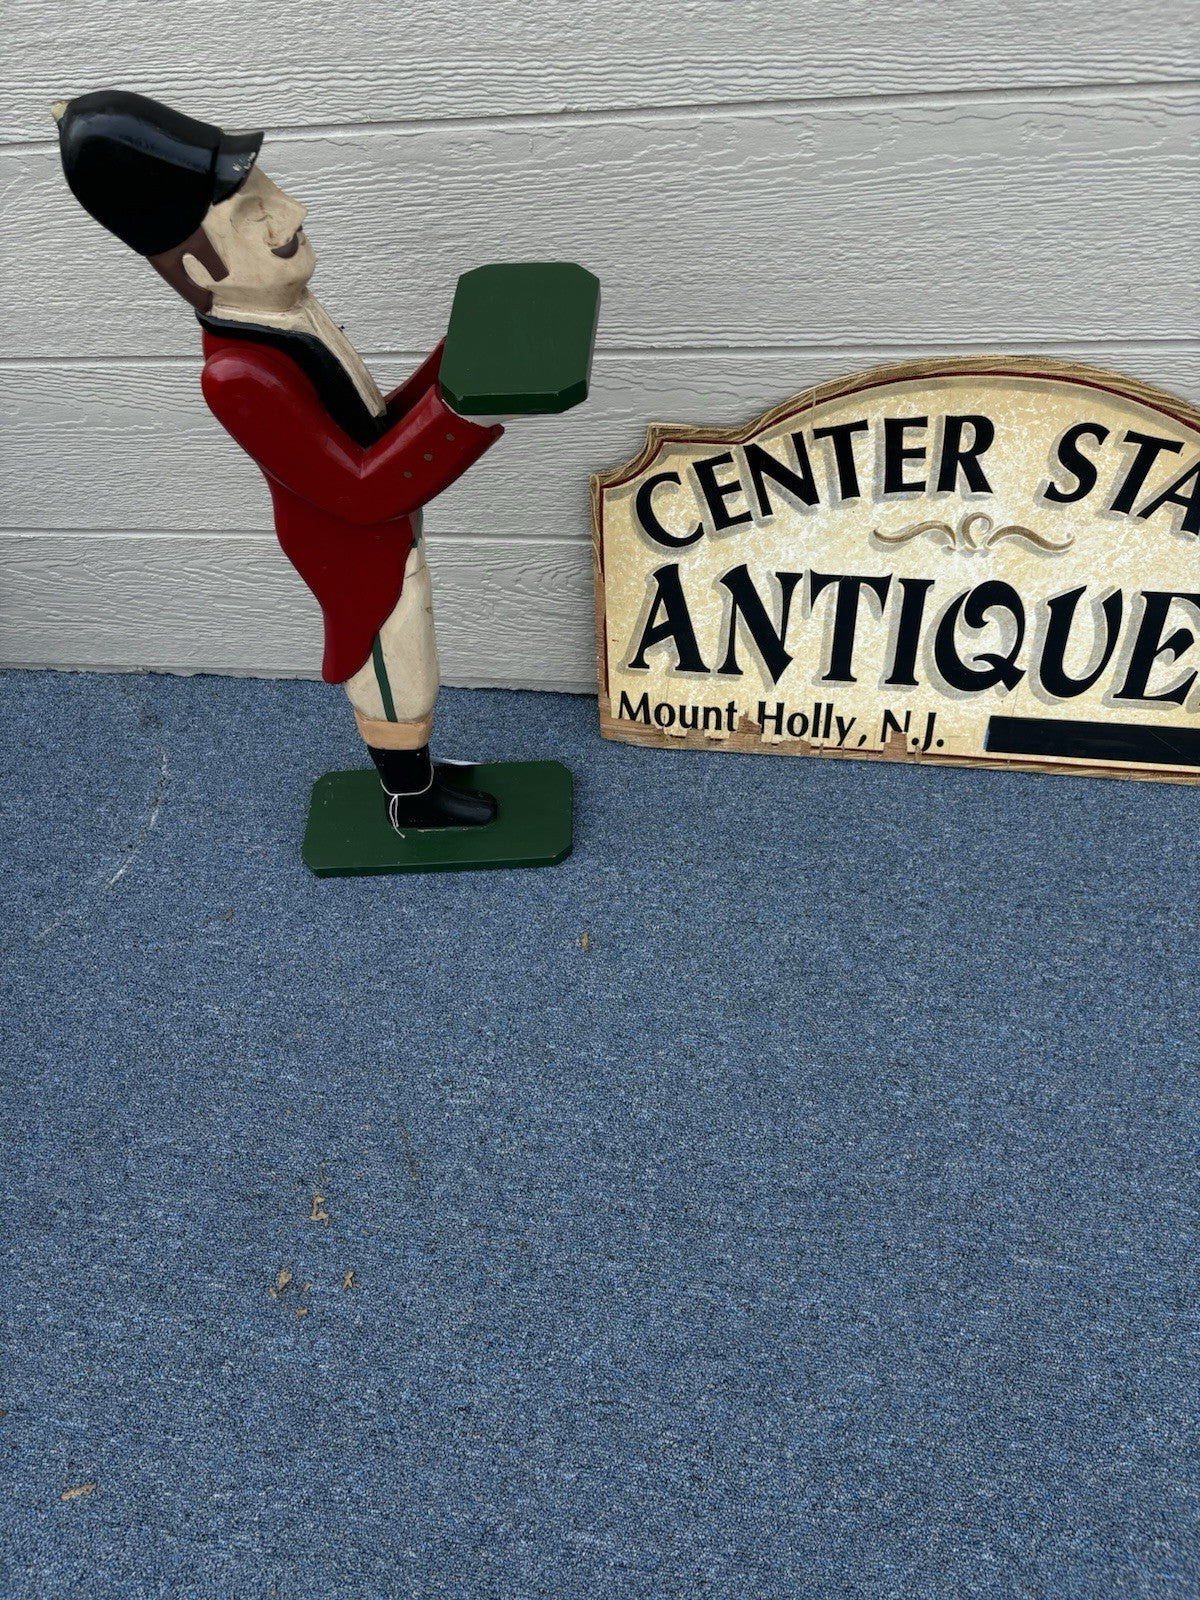 CENTER STA
ANTIQUE
Mount Holly, N.J.